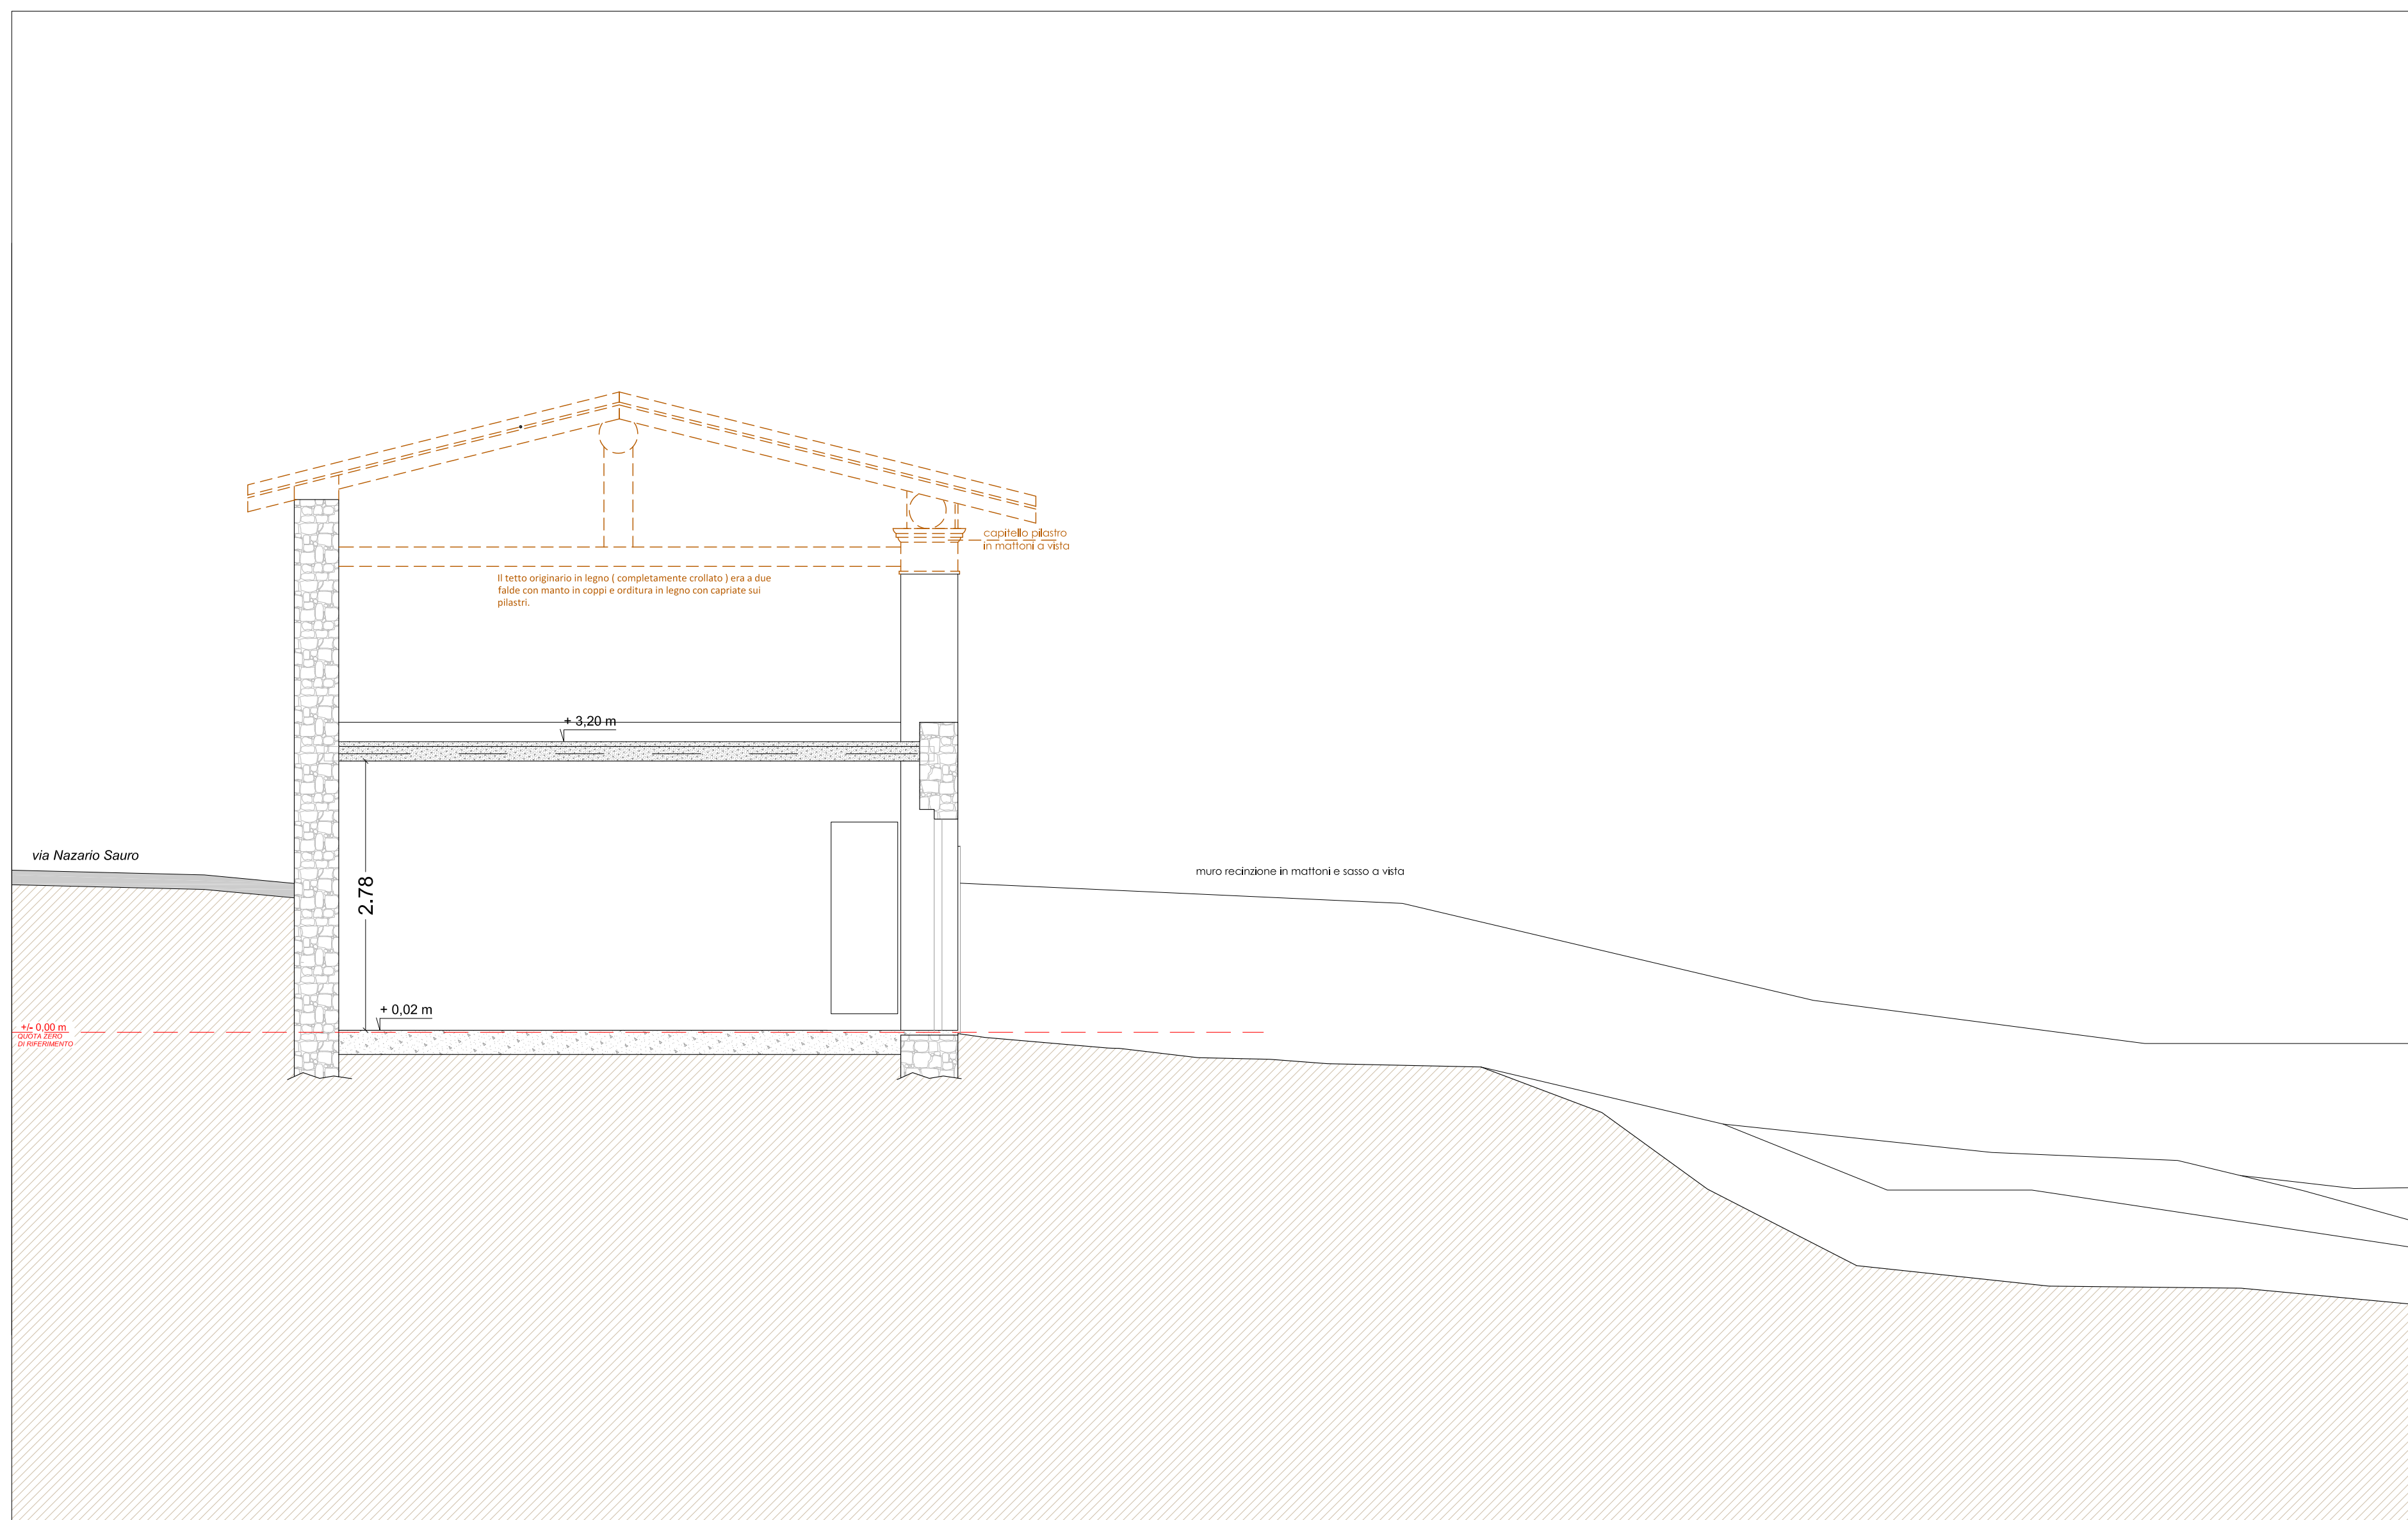 capitello pilastro
in mattoni a vista
Il tetto originario in legno ( completamente crollato ) era a due
falde con manto in coppi e orditura in legno con capriate sui
pilastri.
+ 3,20 m
via Nazario Sauro
muro recinzione in mattoni e sasso a vista
2.78
+ 0,02 m
+/- 0,00 m
QUOTA ZERO
DI RIFERIMENTO